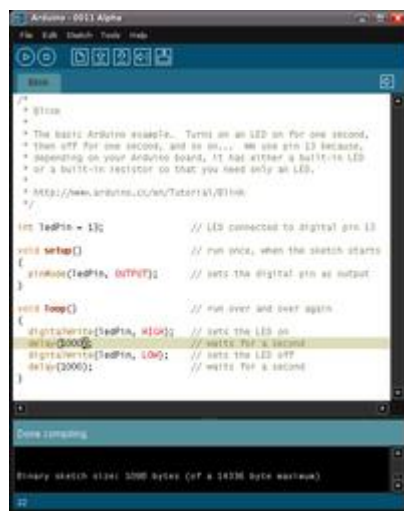 Arduino - 0011 Alpha
File Edit Sketch Tools Help
Blink
/*
 * Blink
 *
 * The basic Arduino example.  Turns on an LED on for one second,
 * then off for one second, and so on...  We use pin 13 because,
 * depending on your Arduino board, it has either a built-in LED
 * or a built-in resistor so that you need only an LED.
 *
 * http://www.arduino.cc/en/Tutorial/Blink
 */
int ledPin = 13;                // LED connected to digital pin 13
void setup()                    // run once, when the sketch starts
{
  pinMode(ledPin, OUTPUT);      // sets the digital pin as output
}
void loop()                     // run over and over again
{
  digitalWrite(ledPin, HIGH);   // sets the LED on
  delay(1000);                  // waits for a second
  digitalWrite(ledPin, LOW);    // sets the LED off
  delay(1000);                  // waits for a second
}
Done compiling.
Binary sketch size: 1098 bytes (of a 14336 byte maximum)
22